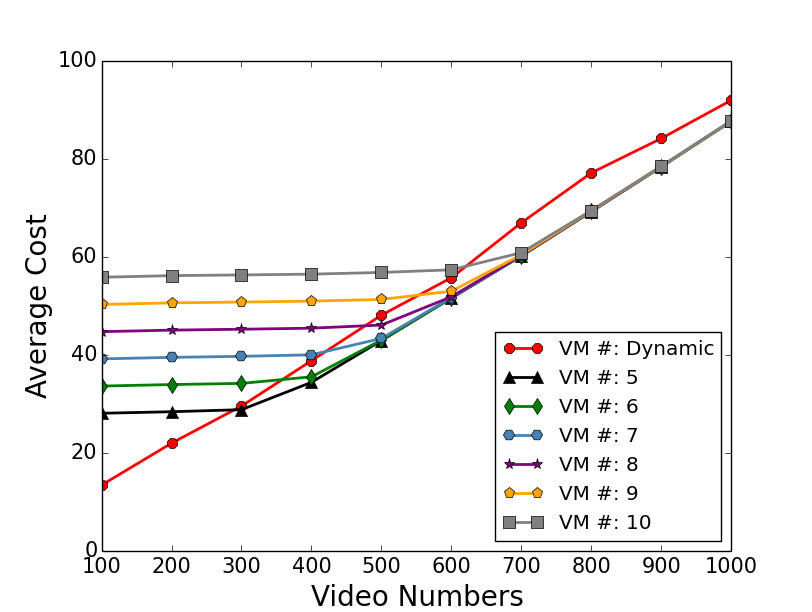 100
80
60
40
20
0
Average Cost
VM #: Dynamic
VM #: 5
VM #: 6
VM #: 7
VM #: 8
VM #: 9
VM #: 10
100 200 300 400 500 600 700 800 900 1000
Video Numbers